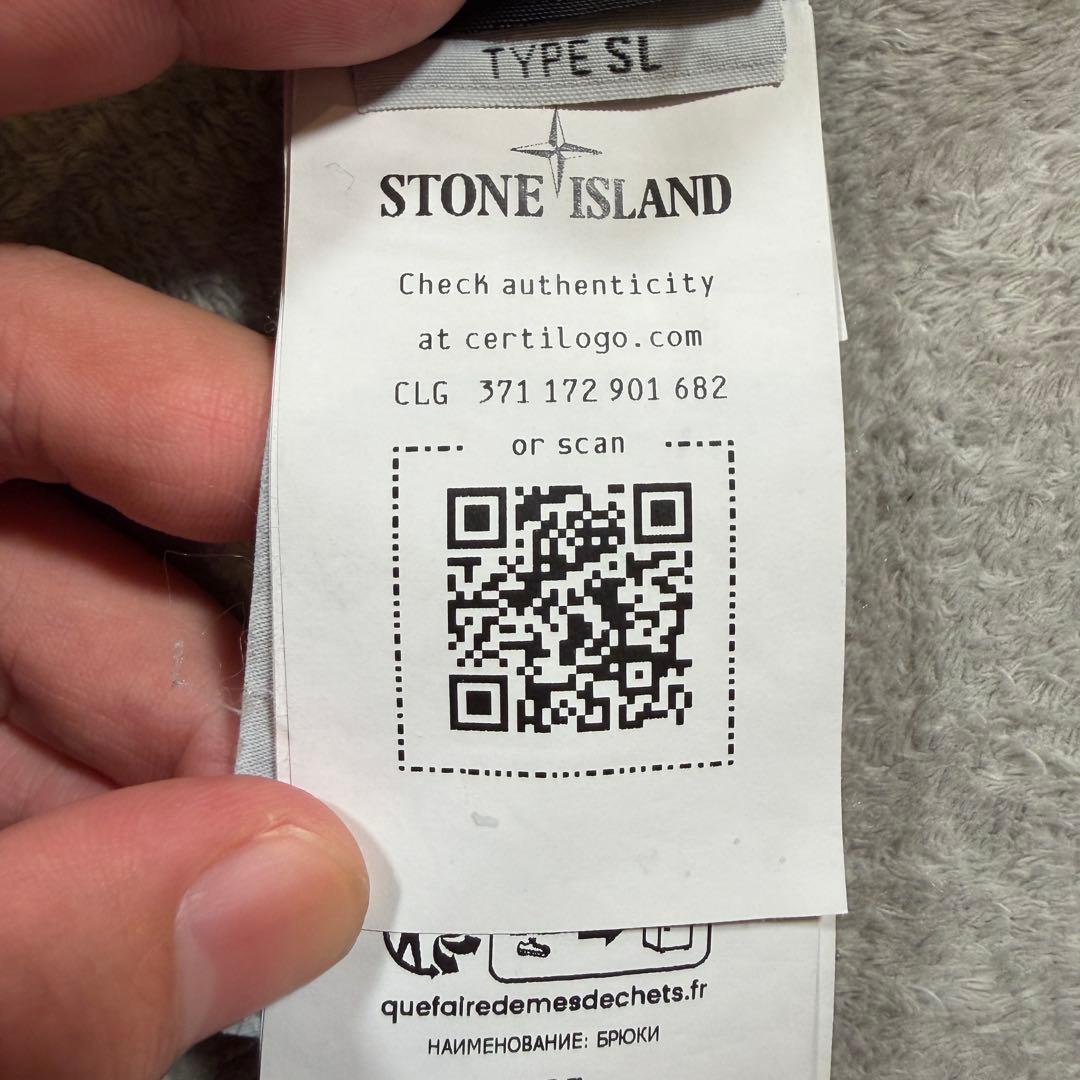 TYPE SL
STONE ISLAND
Check authenticity
at certilogo.com
CLG 371 172 901 682
or scan
quefairedemesdechets.fr
НАИМЕНОВАНИЕ: БРЮКИ